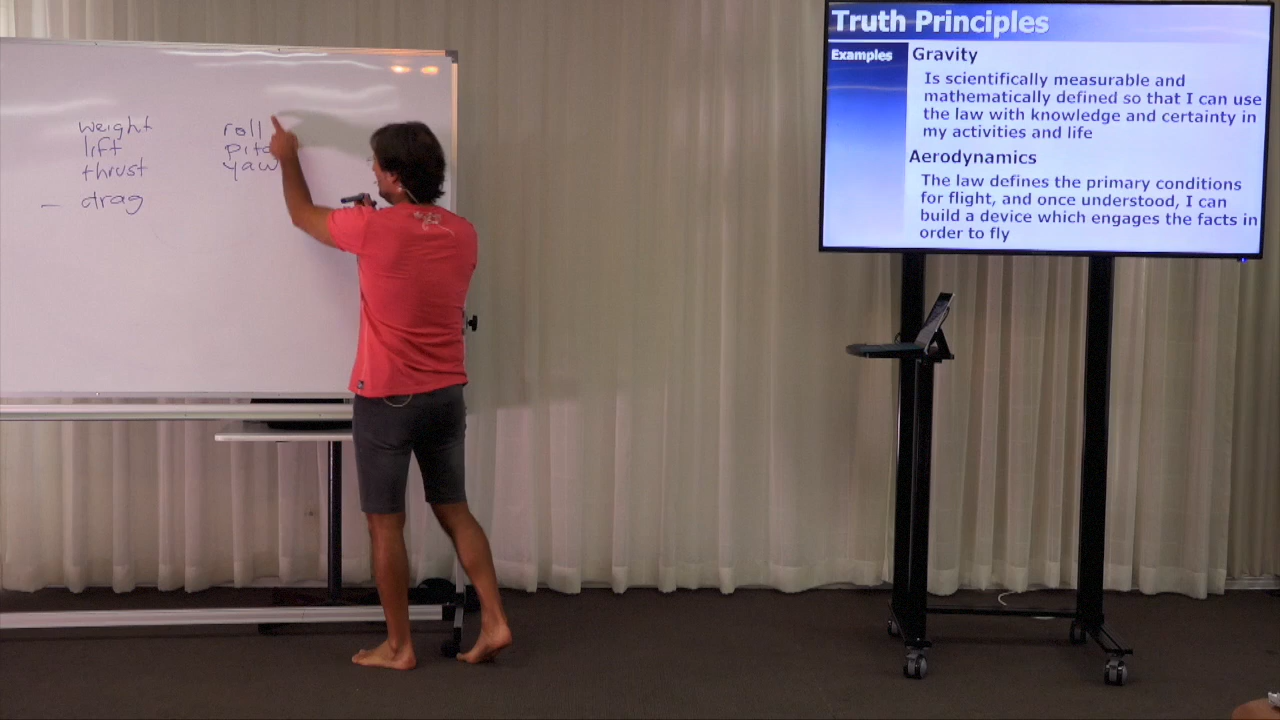 weight
lift
thrust
– drag
roll
yaw
Truth Principles
Examples
Gravity
Is scientifically measurable and
mathematically defined so that I can use
the law with knowledge and certainty in
my activities and life
Aerodynamics
The law defines the primary conditions
for flight, and once understood, I can
build a device which engages the facts in
order to fly